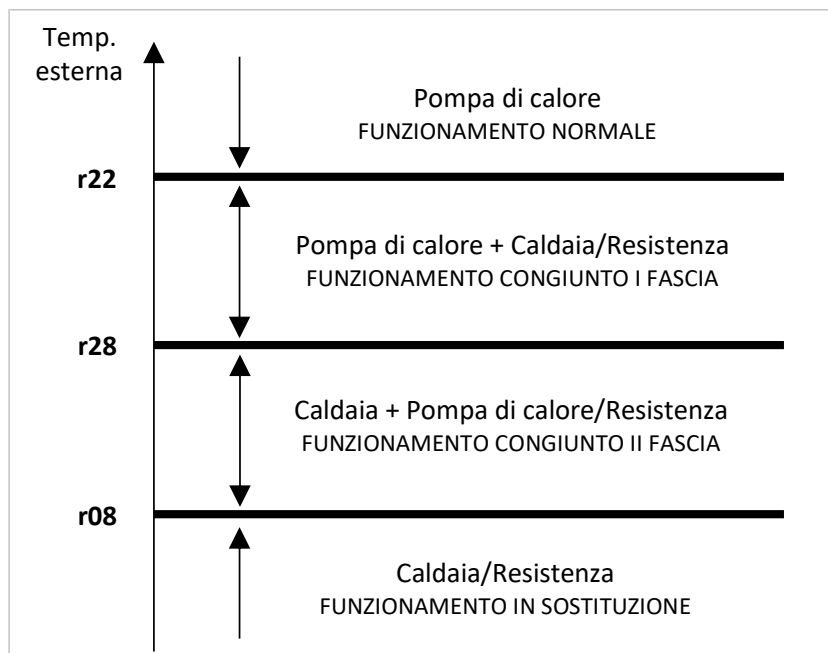 Temp.
esterna
Pompa di calore
FUNZIONAMENTO NORMALE
r22
Pompa di calore + Caldaia/Resistenza
FUNZIONAMENTO CONGIUNTO I FASCIA
r28
Caldaia + Pompa di calore/Resistenza
FUNZIONAMENTO CONGIUNTO II FASCIA
r08
Caldaia/Resistenza
FUNZIONAMENTO IN SOSTITUZIONE